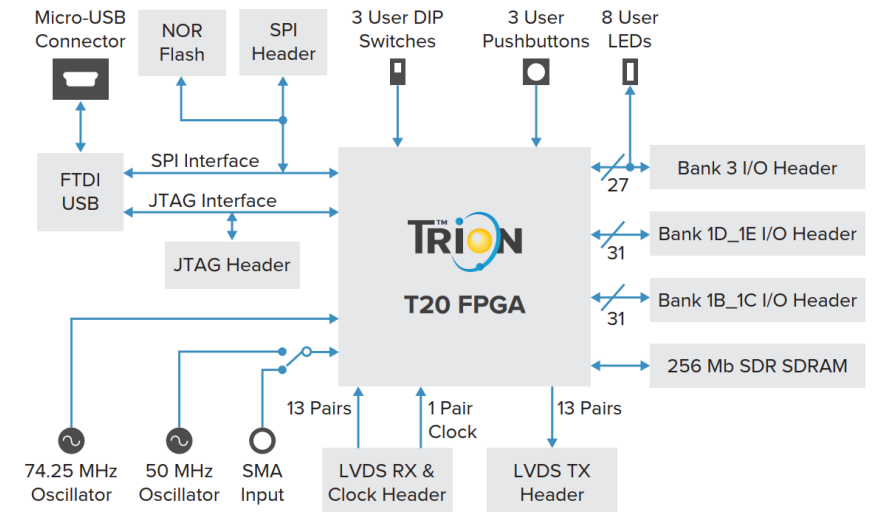 Micro-USB
Connector
NOR
Flash
SPI
Header
3 User DIP
Switches
3 User
Pushbuttons
8 User
LEDs
FTDI
USB
SPI Interface
JTAG Interface
JTAG Header
TRION™
T20 FPGA
27
Bank 3 I/O Header
31
Bank 1D_1E I/O Header
31
Bank 1B_1C I/O Header
256 Mb SDR SDRAM
13 Pairs
1 Pair
Clock
13 Pairs
74.25 MHz
Oscillator
50 MHz
Oscillator
SMA
Input
LVDS RX &
Clock Header
LVDS TX
Header